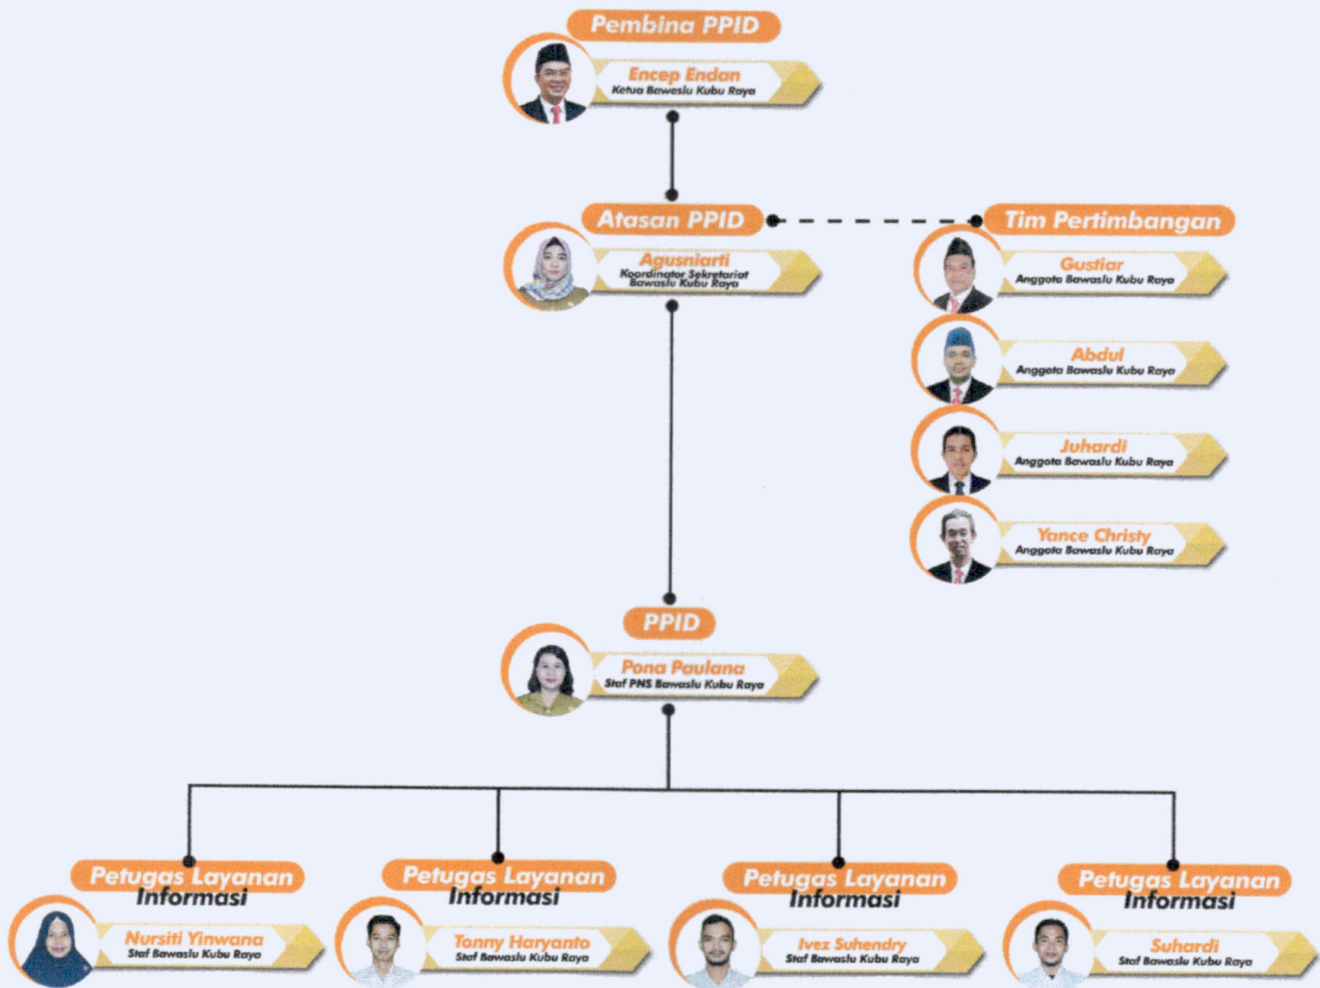 Pembina PPID
Encep Endan
Ketua Bawaslu Kubu Raya
Atasan PPID
Agusniarti
Koordinator Sekretariat
Bawaslu Kubu Raya
Tim Pertimbangan
Gustiar
Anggota Bawaslu Kubu Raya
Abdul
Anggota Bawaslu Kubu Raya
Juhardi
Anggota Bawaslu Kubu Raya
Yance Christy
Anggota Bawaslu Kubu Raya
PPID
Pona Paulana
Staf PNS Bawaslu Kubu Raya
Petugas Layanan
Informasi
Nursiti Yinwana
Staf Bawaslu Kubu Raya
Petugas Layanan
Informasi
Tonny Haryanto
Staf Bawaslu Kubu Raya
Petugas Layanan
Informasi
Ivez Suhendry
Staf Bawaslu Kubu Raya
Petugas Layanan
Informasi
Suhardi
Staf Bawaslu Kubu Raya